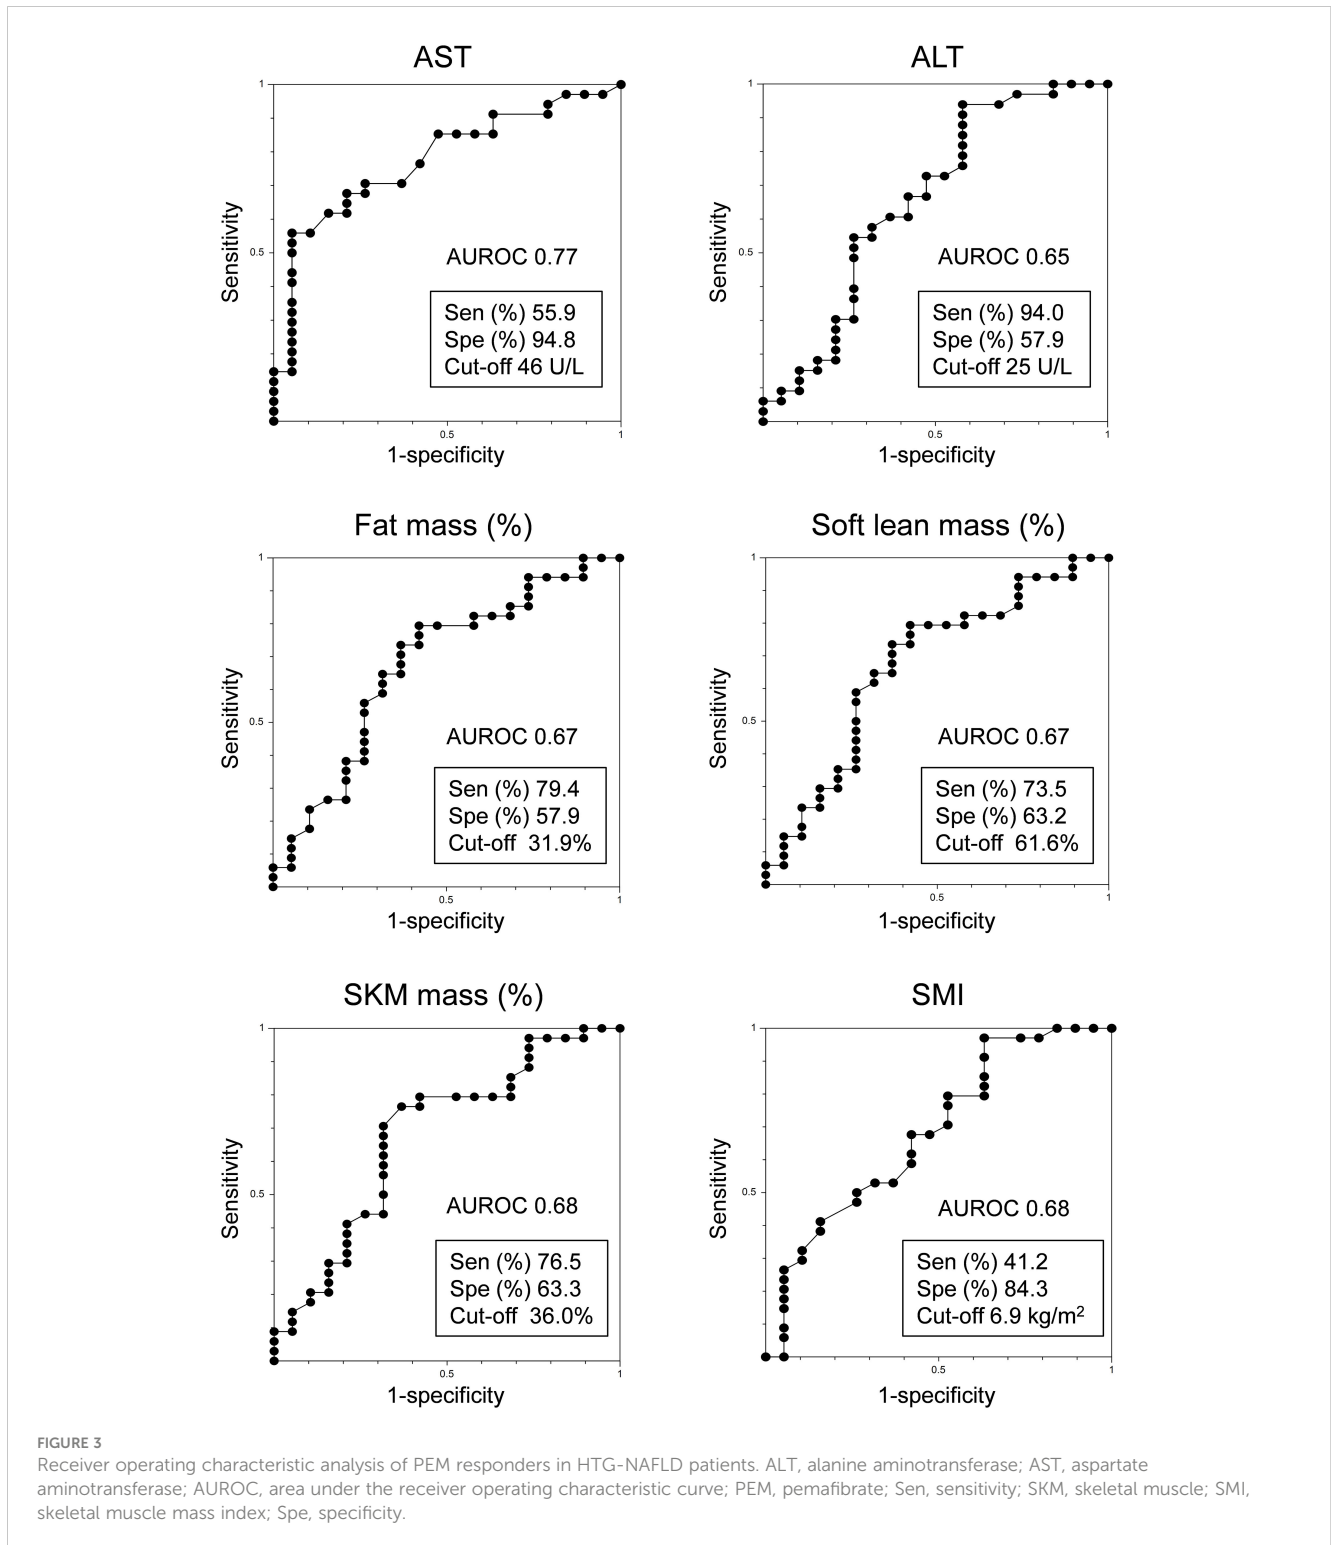 AST
1
Sensitivity
0.5
AUROC 0.77
Sen (%) 55.9
Spe (%) 94.8
Cut-off 46 U/L
0.5
1
1-specificity
ALT
1
Sensitivity
0.5
AUROC 0.65
Sen (%) 94.0
Spe (%) 57.9
Cut-off 25 U/L
0.5
1
1-specificity
Fat mass (%)
1
Sensitivity
0.5
AUROC 0.67
Sen (%) 79.4
Spe (%) 57.9
Cut-off 31.9%
0.5
1
1-specificity
Soft lean mass (%)
1
Sensitivity
0.5
AUROC 0.67
Sen (%) 73.5
Spe (%) 63.2
Cut-off 61.6%
0.5
1
1-specificity
SKM mass (%)
1
Sensitivity
0.5
AUROC 0.68
Sen (%) 76.5
Spe (%) 63.3
Cut-off 36.0%
0.5
1
1-specificity
SMI
1
Sensitivity
0.5
AUROC 0.68
Sen (%) 41.2
Spe (%) 84.3
Cut-off 6.9 kg/m²
0.5
1
1-specificity
FIGURE 3
Receiver operating characteristic analysis of PEM responders in HTG-NAFLD patients. ALT, alanine aminotransferase; AST, aspartate
aminotransferase; AUROC, area under the receiver operating characteristic curve; PEM, pemafibrate; Sen, sensitivity; SKM, skeletal muscle; SMI,
skeletal muscle mass index; Spe, specificity.